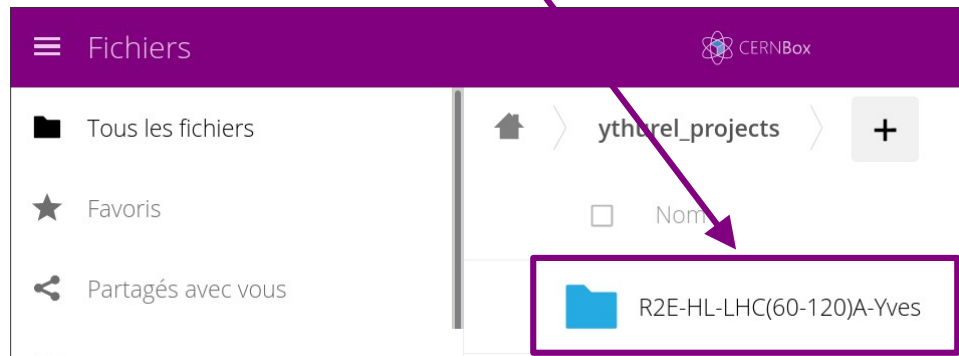 Fichiers
CERNBox
Tous les fichiers
ythurel_projects
+
Favoris
Nom
Partagés avec vous
R2E-HL-LHC(60-120)A-Yves